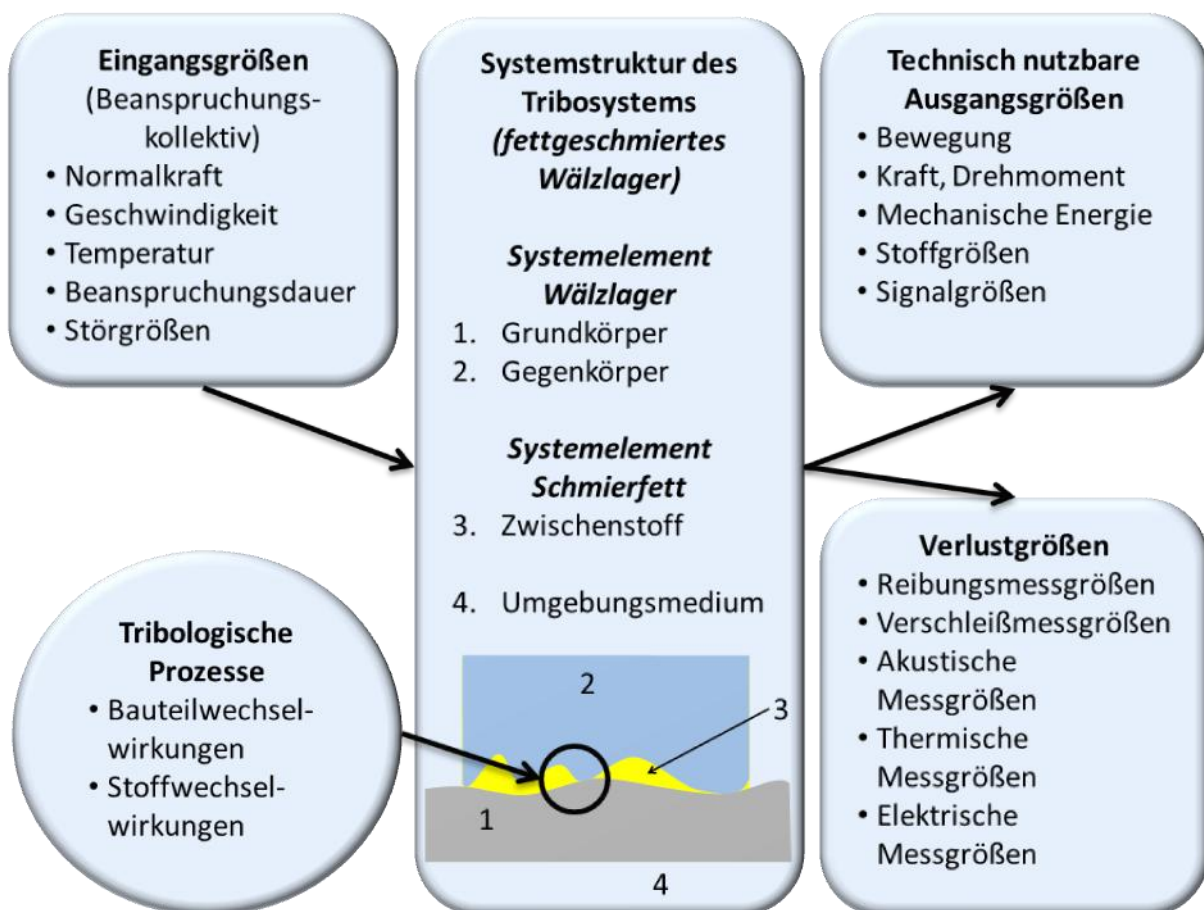 Eingangsgrößen
(Beanspruchungs-
kollektiv)
• Normalkraft
• Geschwindigkeit
• Temperatur
• Beanspruchungsdauer
• Störgrößen
Systemstruktur des
Tribosystems
(fettgeschmiertes
Wälzlager)
Systemelement
Wälzlager
1. Grundkörper
2. Gegenkörper
Systemelement
Schmierfett
3. Zwischenstoff
4. Umgebungsmedium
2
3
1
4
Technisch nutzbare
Ausgangsgrößen
• Bewegung
• Kraft, Drehmoment
• Mechanische Energie
• Stoffgrößen
• Signalgrößen
Tribologische
Prozesse
• Bauteilwechsel-
wirkungen
• Stoffwechsel-
wirkungen
Verlustgrößen
• Reibungsmessgrößen
• Verschleißmessgrößen
• Akustische
Messgrößen
• Thermische
Messgrößen
• Elektrische
Messgrößen